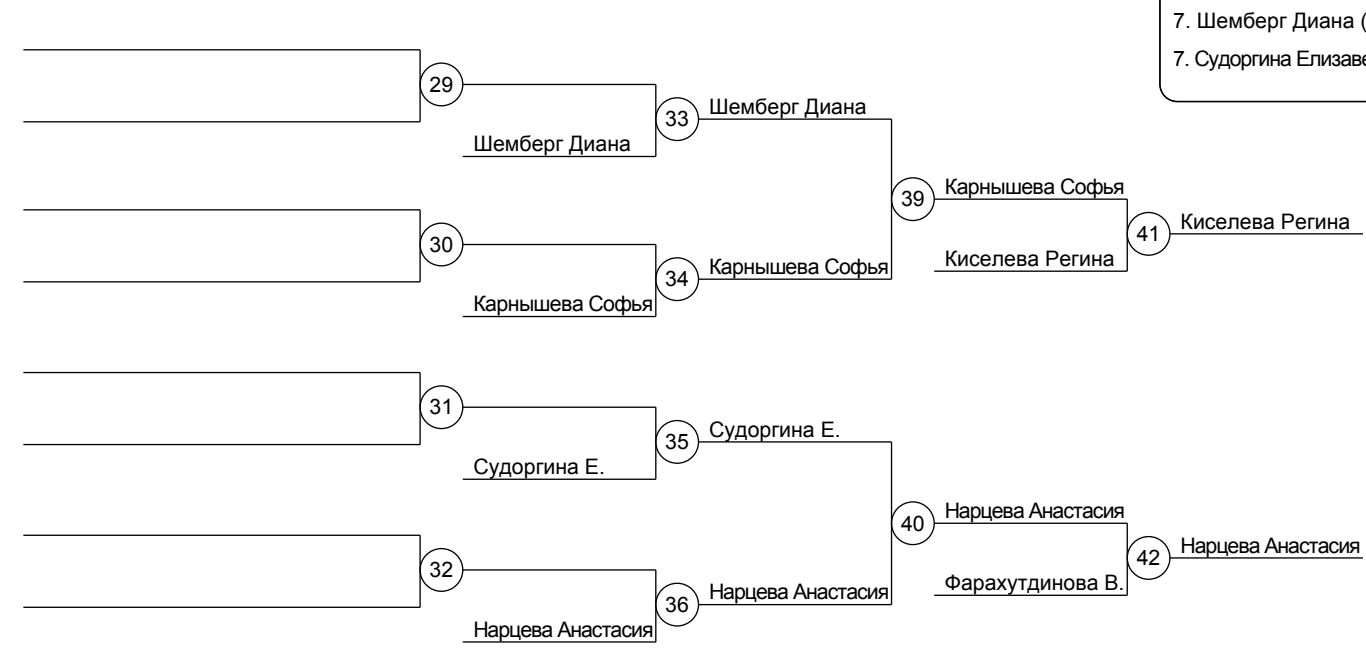 7. Шемберг Диана (
7. Судоргина Елизаве
29
Шемберг Диана
33
Шемберг Диана
39
Карнышева Софья
41
Киселева Регина
30
Карнышева Софья
34
Карнышева Софья
Киселева Регина
31
Судоргина Е.
35
Судоргина Е.
40
Нарцева Анастасия
42
Нарцева Анастасия
32
Нарцева Анастасия
36
Нарцева Анастасия
Фарахутдинова В.